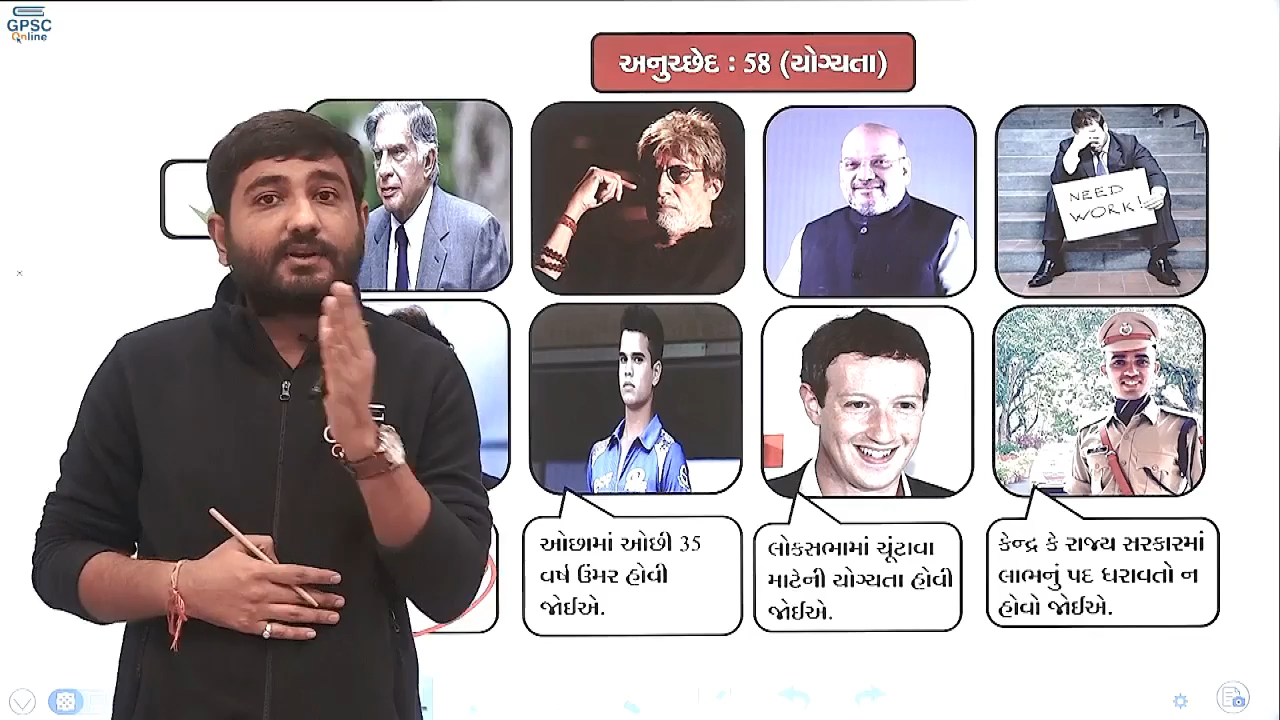 GPSC
Online
અનુચ્છેદ : 58 (યોગ્યતા)
NEED
WORK!
ઓછામાં ઓછી 35
વર્ષ ઉંમર હોવી
જોઈએ.
લોકસભામાં ચૂંટાવા
માટેની યોગ્યતા હોવી
જોઈએ.
કેન્દ્ર કે રાજ્ય સરકારમાં
લાભનું પદ ધરાવતો ન
હોવો જોઈએ.